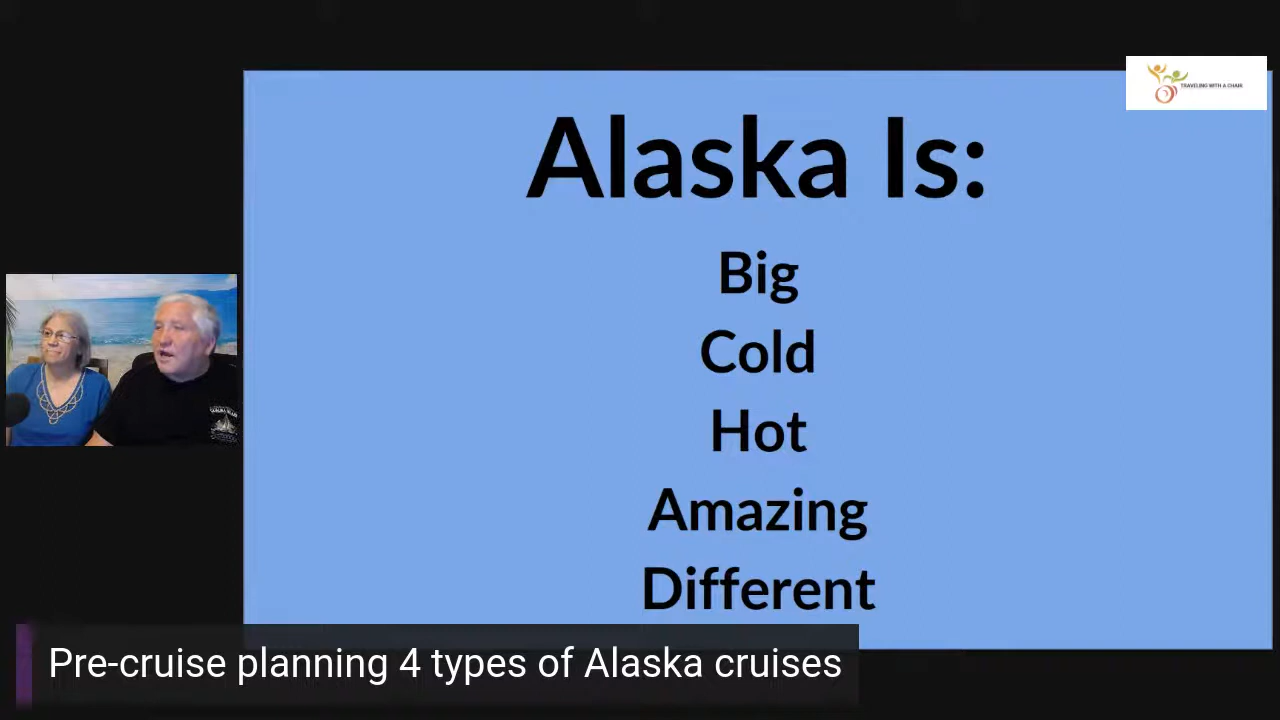 TRAVELING WITH A CHAIR
Alaska Is:
Big
Cold
Hot
Amazing
Different
Pre-cruise planning 4 types of Alaska cruises